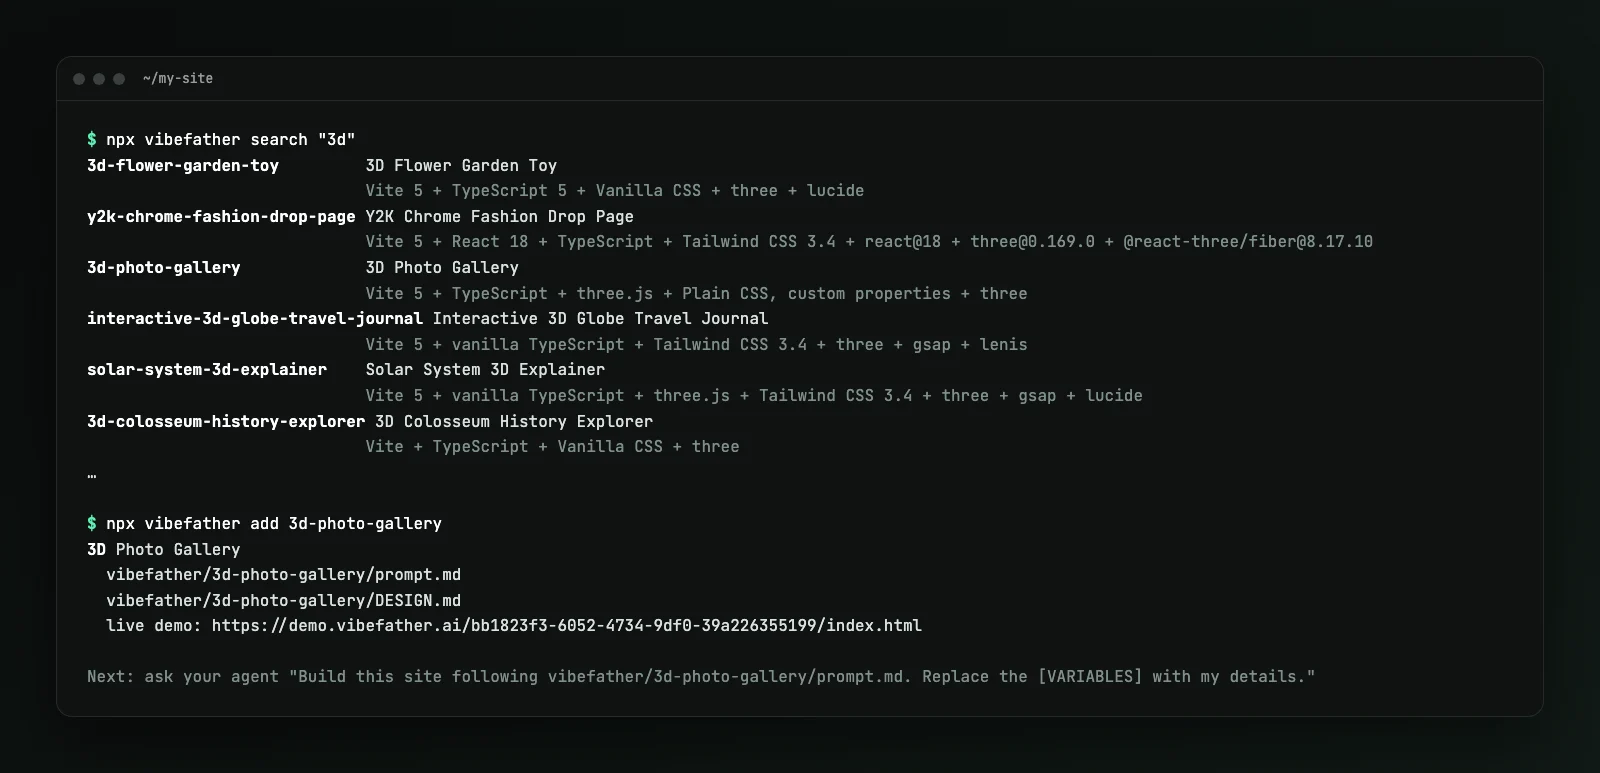 ~/my-site
$ npx vibefather search "3d"
3d-flower-garden-toy 3D Flower Garden Toy
Vite 5 + TypeScript 5 + Vanilla CSS + three + lucide
y2k-chrome-fashion-drop-page Y2K Chrome Fashion Drop Page
Vite 5 + React 18 + TypeScript + Tailwind CSS 3.4 + react@18 + three@0.169.0 + @react-three/fiber@8.17.10
3d-photo-gallery 3D Photo Gallery
Vite 5 + TypeScript + three.js + Plain CSS, custom properties + three
interactive-3d-globe-travel-journal Interactive 3D Globe Travel Journal
Vite 5 + vanilla TypeScript + Tailwind CSS 3.4 + three + gsap + lenis
solar-system-3d-explainer Solar System 3D Explainer
Vite 5 + vanilla TypeScript + three.js + Tailwind CSS 3.4 + three + gsap + lucide
3d-colosseum-history-explorer 3D Colosseum History Explorer
Vite + TypeScript + Vanilla CSS + three
…
$ npx vibefather add 3d-photo-gallery
3D Photo Gallery
vibefather/3d-photo-gallery/prompt.md
vibefather/3d-photo-gallery/DESIGN.md
live demo: https://demo.vibefather.ai/bb1823f3-6052-4734-9df0-39a226355199/index.html
Next: ask your agent "Build this site following vibefather/3d-photo-gallery/prompt.md. Replace the [VARIABLES] with my details."